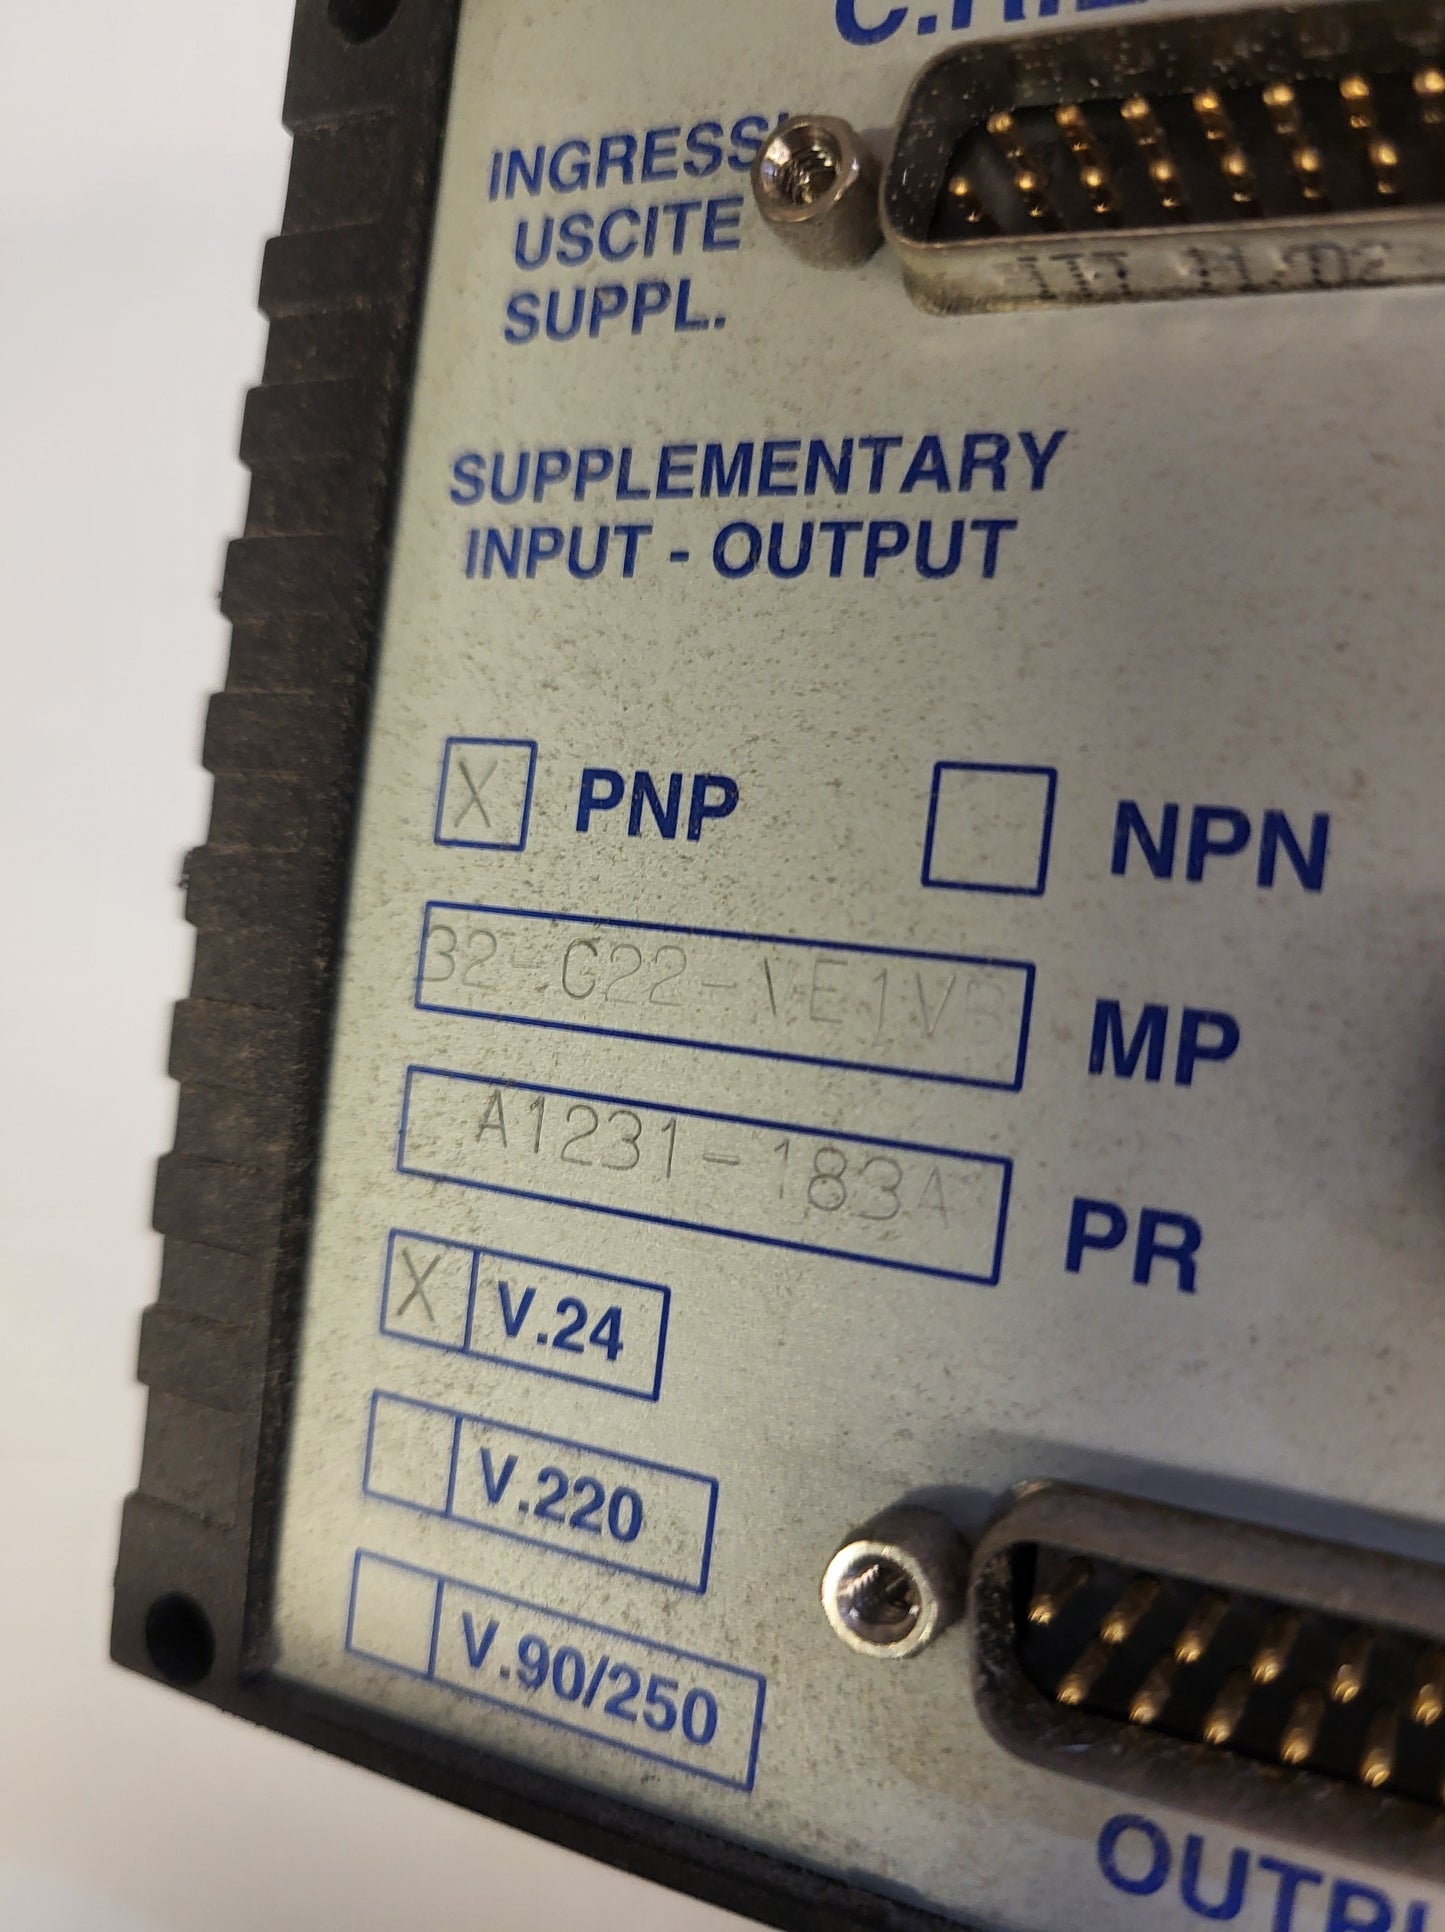 INGRESSI
USCITE
SUPPL.
SUPPLEMENTARY
INPUT - OUTPUT
X PNP NPN
MP
A1231-183A PR
X V.24
V.220
V.90/250